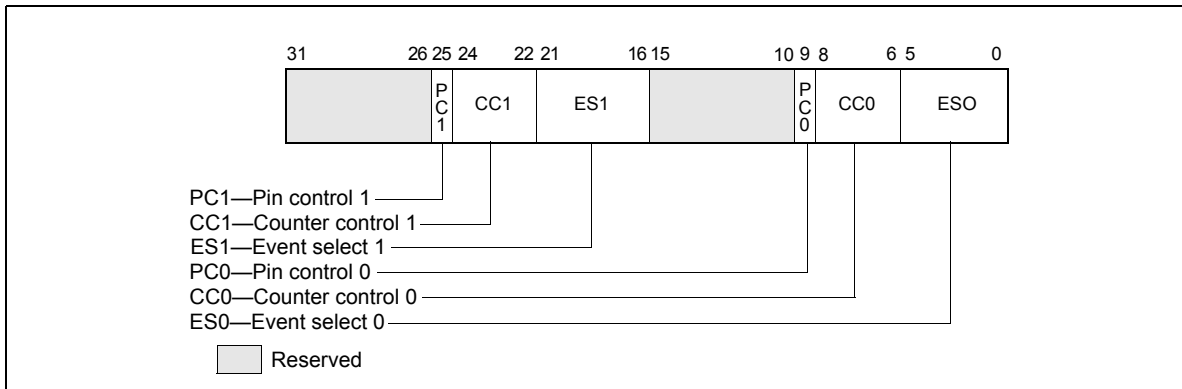 31 26 25 24 22 21 16 15 10 9 8 6 5 0
PC1 CC1 ES1 PC0 CC0 ESO
PC1—Pin control 1
CC1—Counter control 1
ES1—Event select 1
PC0—Pin control 0
CC0—Counter control 0
ES0—Event select 0
Reserved